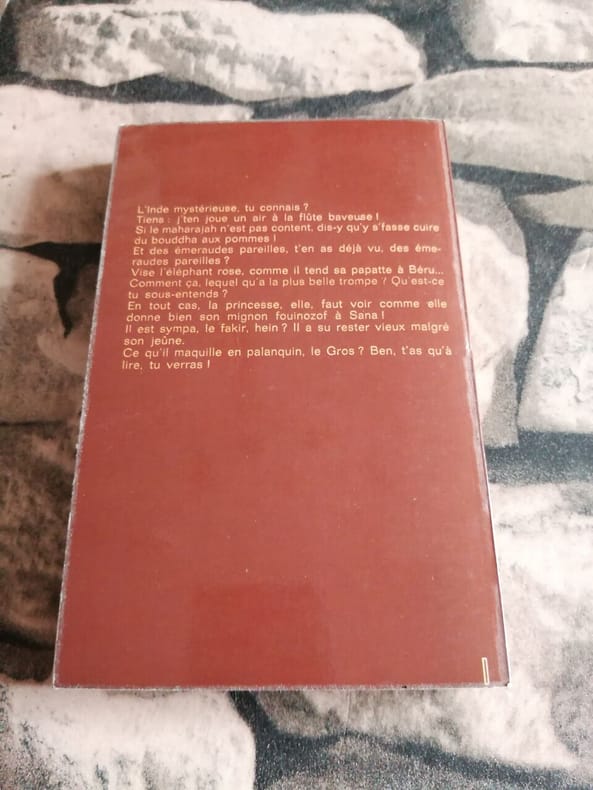 L'Inde mystérieuse, tu connais ?
Tiens : j'ten joue un air à la flûte baveuse !
Si le maharajah n'est pas content, dis-y qu'y s'fasse cuire
du bouddha aux pommes !
Et des émeraudes pareilles, t'en as déjà vu, des éme-
raudes pareilles ?
Vise l'éléphant rose, comme il tend sa papatte à Béru...
Comment ça, lequel qu'a la plus belle trompe ? Qu'est-ce
tu sous-entends ?
En tout cas, la princesse, elle, faut voir comme elle
donne bien son mignon fouinozof à Sana !
Il est sympa, le fakir, hein ? Il a su rester vieux malgré
son jeûne.
Ce qu'il maquille en palanquin, le Gros ? Ben, t'as qu'à
lire, tu verras !